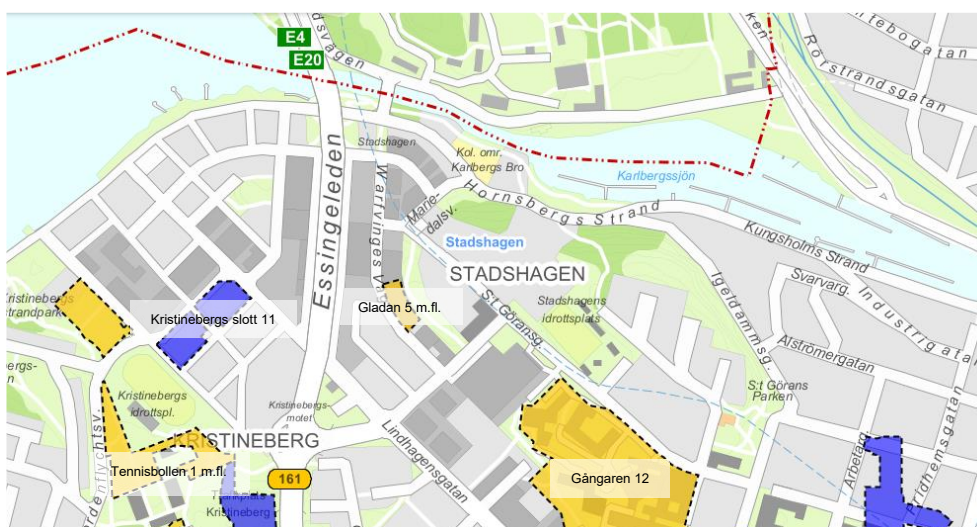 E4
E20
Rörstrandsgatan
Stadshagen
Kol. omr.
Karlbergs Bro
Karlbergssjön
Essingeleden
Warfvinges V.
Marie-
dalsv.
Hornsbergs Strand
Kungsholms Strand
Stadshagen
STADSHAGEN
Svarvarg.
Industrigatan
Igeldammsg.
S:t Göransg.
Stadshagens
idrottsplats
Kristinebergs
strandpark
Kristinebergs slott 11
Gladan 5 m.fl.
Alströmergatan
S:t Görans
Parken
Kristinebergs
idrottspl.
Kristinebergs-
motet
KRISTINEBERG
Lindhagensgatan
Tennisbollen 1 m.fl.
161
Gångaren 12
Arbetarg.
Fridhemsgatan
Kristineberg